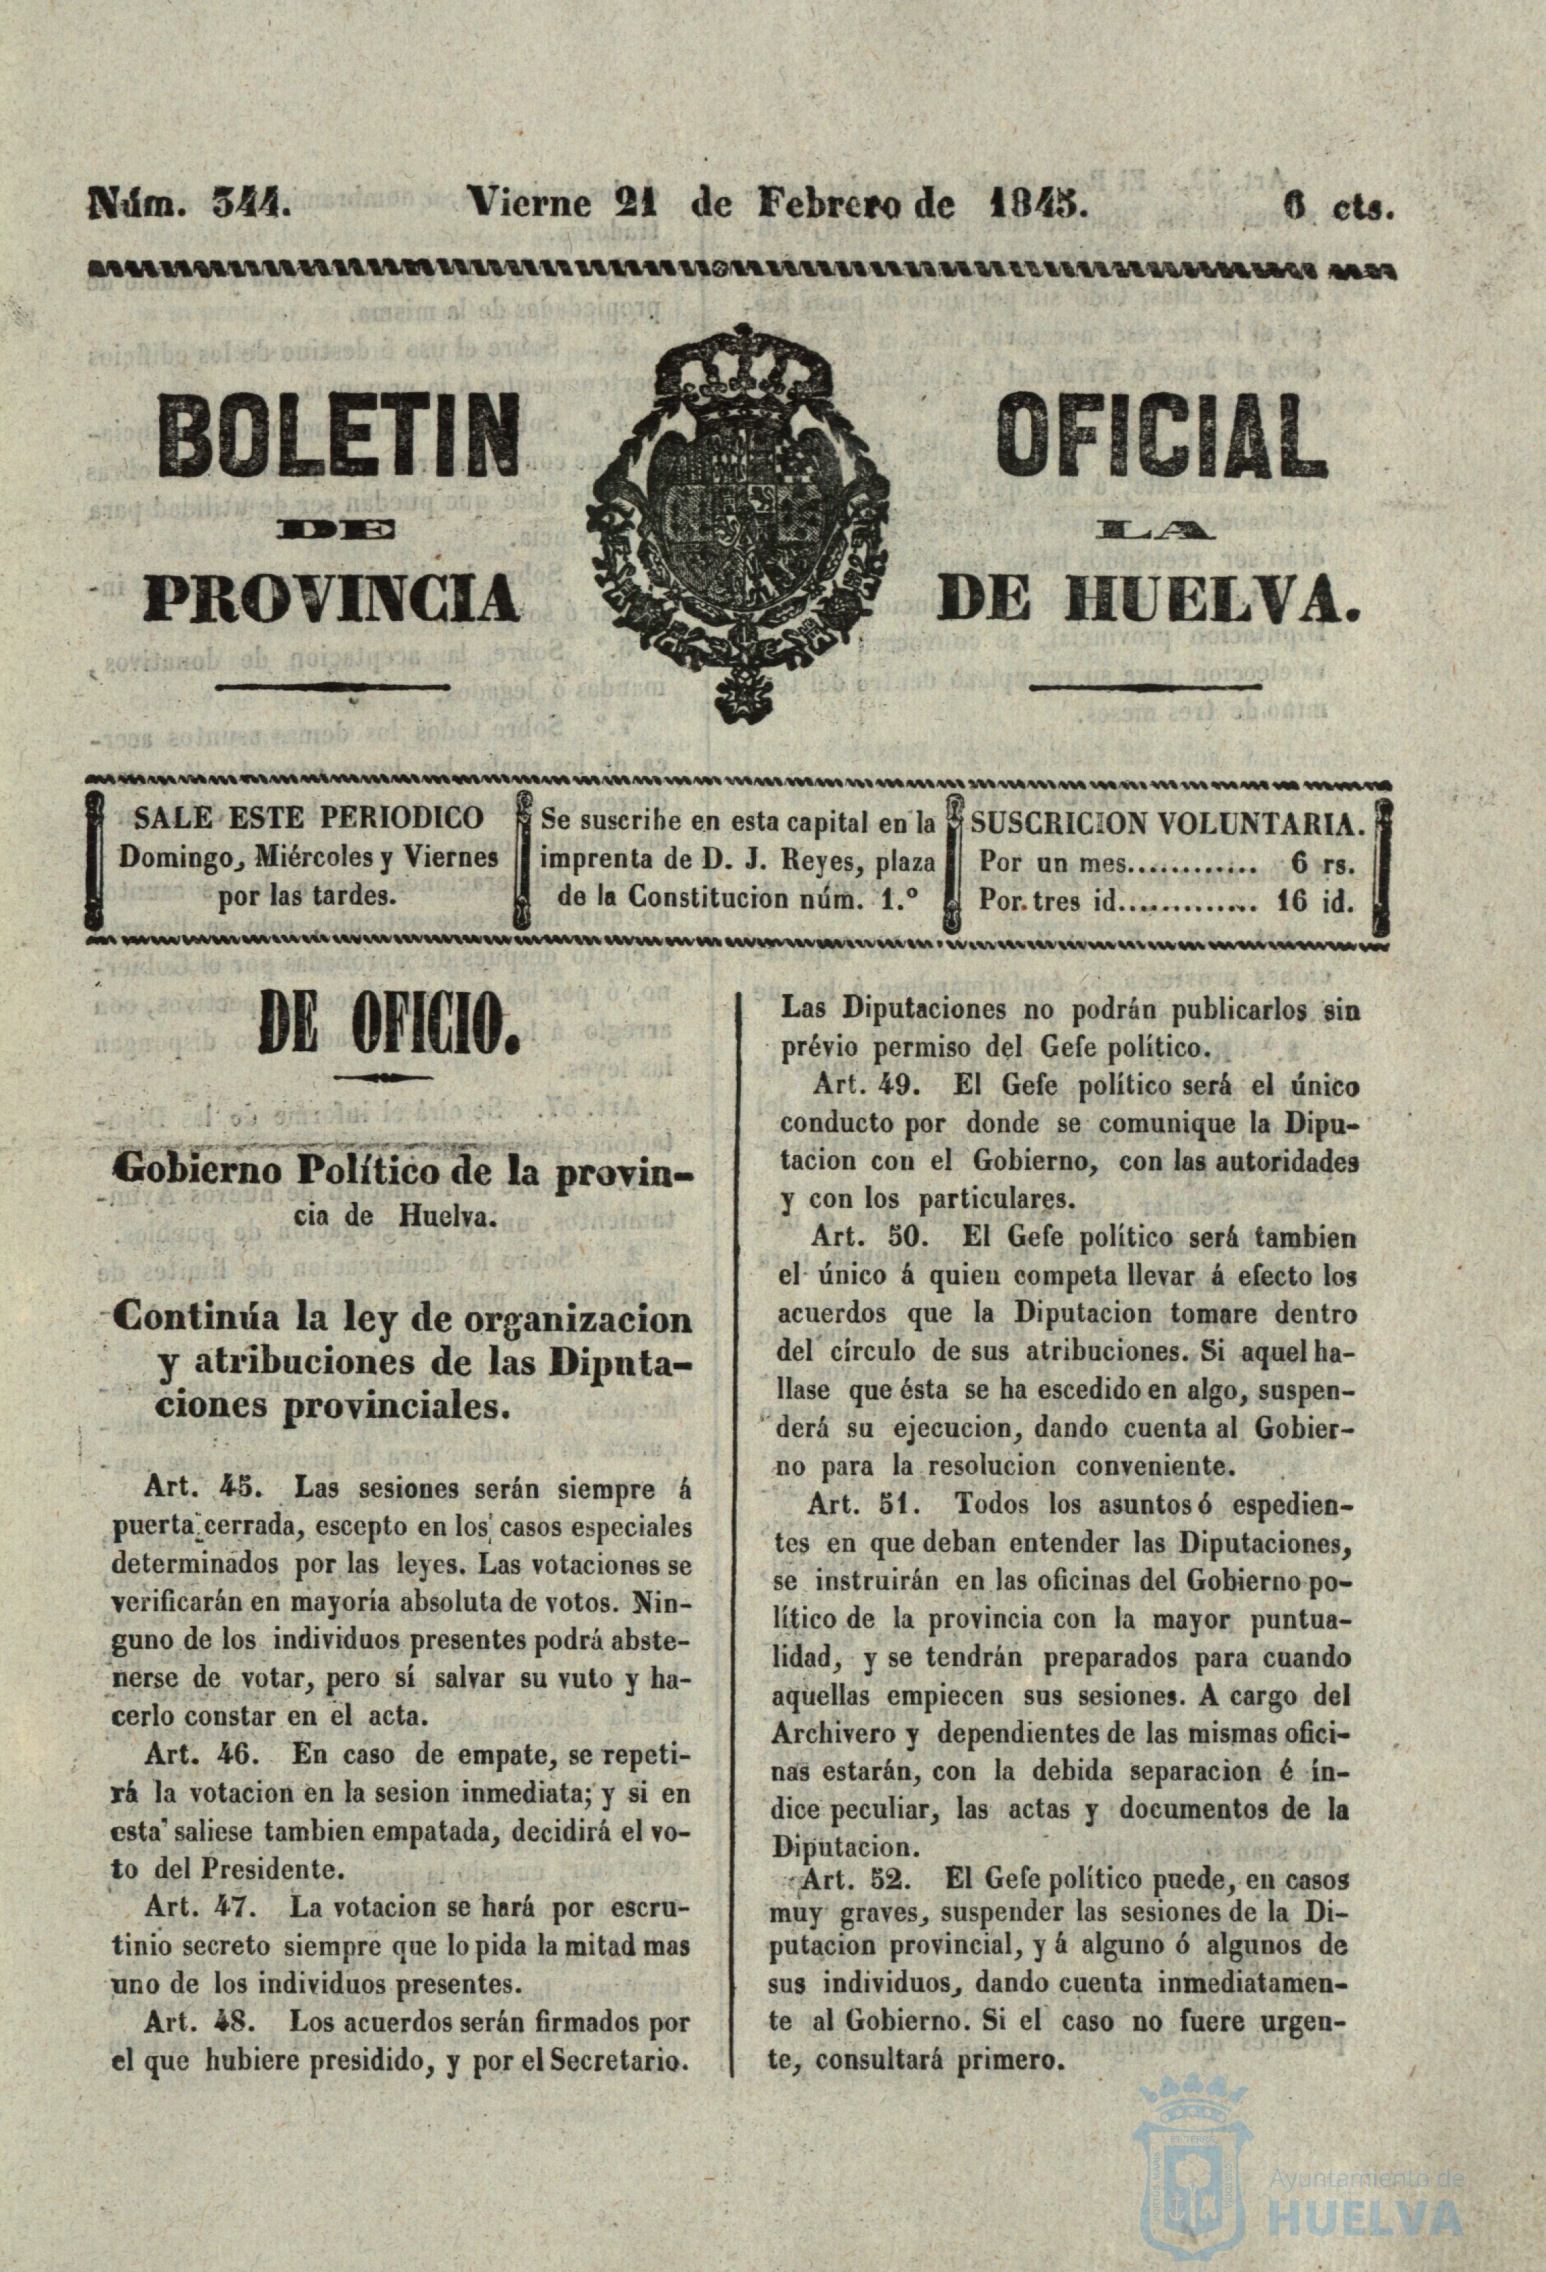 Núm. 344.   Vierne 21 de Febrero de 1845.   6 cts.
BOLETIN OFICIAL
DE LA
PROVINCIA DE HUELVA.
SALE ESTE PERIODICO
Domingo, Miércoles y Viernes
por las tardes.
Se suscribe en esta capital en la
imprenta de D. J. Reyes, plaza
de la Constitucion núm. 1.º
SUSCRICION VOLUNTARIA.
Por un mes............ 6 rs.
Por tres id............. 16 id.
DE OFICIO.
Gobierno Político de la provin-
cia de Huelva.
Continúa la ley de organizacion
y atribuciones de las Diputa-
ciones provinciales.
Art. 45. Las sesiones serán siempre á
puerta cerrada, escepto en los casos especiales
determinados por las leyes. Las votaciones se
verificarán en mayoría absoluta de votos. Nin-
guno de los individuos presentes podrá abste-
nerse de votar, pero sí salvar su vuto y ha-
cerlo constar en el acta.
Art. 46. En caso de empate, se repeti-
rá la votacion en la sesion inmediata; y si en
esta saliese tambien empatada, decidirá el vo-
to del Presidente.
Art. 47. La votacion se hará por escru-
tinio secreto siempre que lo pida la mitad mas
uno de los individuos presentes.
Art. 48. Los acuerdos serán firmados por
el que hubiere presidido, y por el Secretario.
Las Diputaciones no podrán publicarlos sin
prévio permiso del Gefe político.
Art. 49. El Gefe político será el único
conducto por donde se comunique la Dipu-
tacion con el Gobierno, con las autoridades
y con los particulares.
Art. 50. El Gefe político será tambien
el único á quien competa llevar á efecto los
acuerdos que la Diputacion tomare dentro
del círculo de sus atribuciones. Si aquel ha-
llase que ésta se ha escedido en algo, suspen-
derá su ejecucion, dando cuenta al Gobier-
no para la resolucion conveniente.
Art. 51. Todos los asuntos ó espedien-
tes en que deban entender las Diputaciones,
se instruirán en las oficinas del Gobierno po-
lítico de la provincia con la mayor puntua-
lidad, y se tendrán preparados para cuando
aquellas empiecen sus sesiones. A cargo del
Archivero y dependientes de las mismas ofici-
nas estarán, con la debida separacion é ín-
dice peculiar, las actas y documentos de la
Diputacion.
Art. 52. El Gefe político puede, en casos
muy graves, suspender las sesiones de la Di-
putacion provincial, y á alguno ó algunos de
sus individuos, dando cuenta inmediatamen-
te al Gobierno. Si el caso no fuere urgen-
te, consultará primero.
Ayuntamiento de
HUELVA